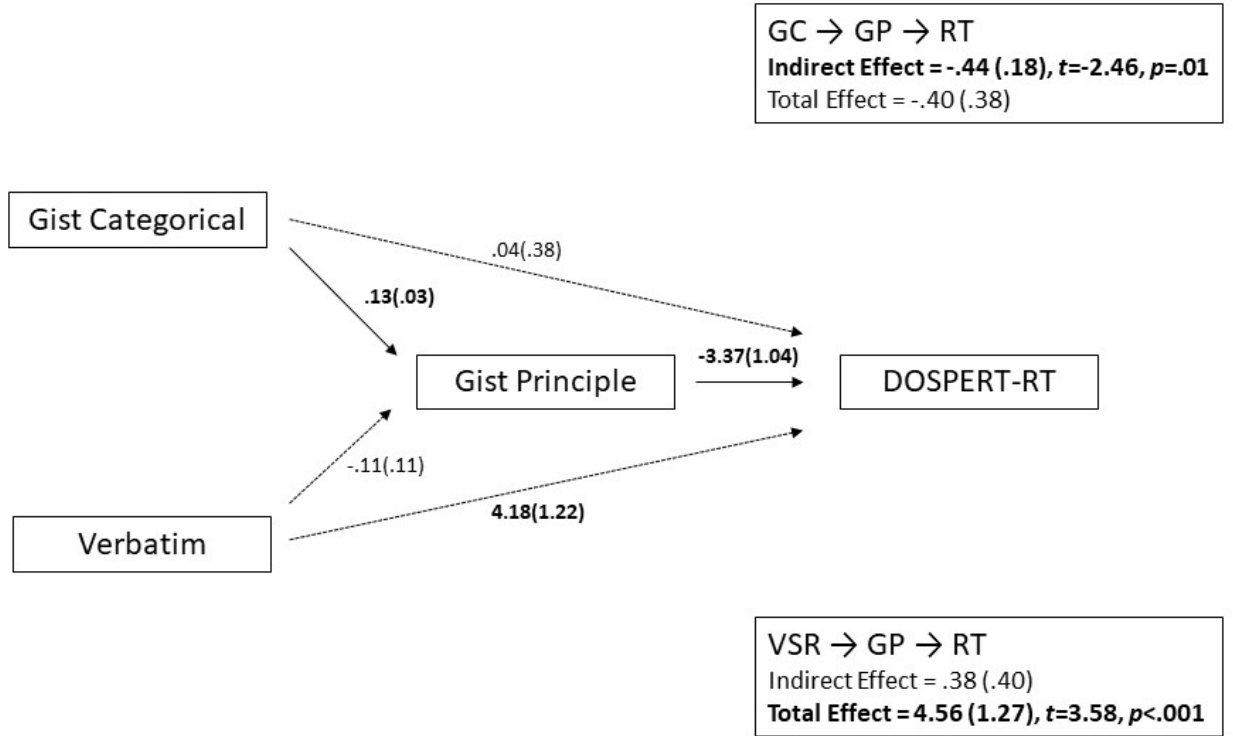 GC → GP → RT
Indirect Effect = -.44 (.18), t=-2.46, p=.01
Total Effect = -.40 (.38)
Gist Categorical
.04(.38)
.13(.03)
Gist Principle
-3.37(1.04)
DOSPERT-RT
-.11(.11)
4.18(1.22)
Verbatim
VSR → GP → RT
Indirect Effect = .38 (.40)
Total Effect = 4.56 (1.27), t=3.58, p<.001